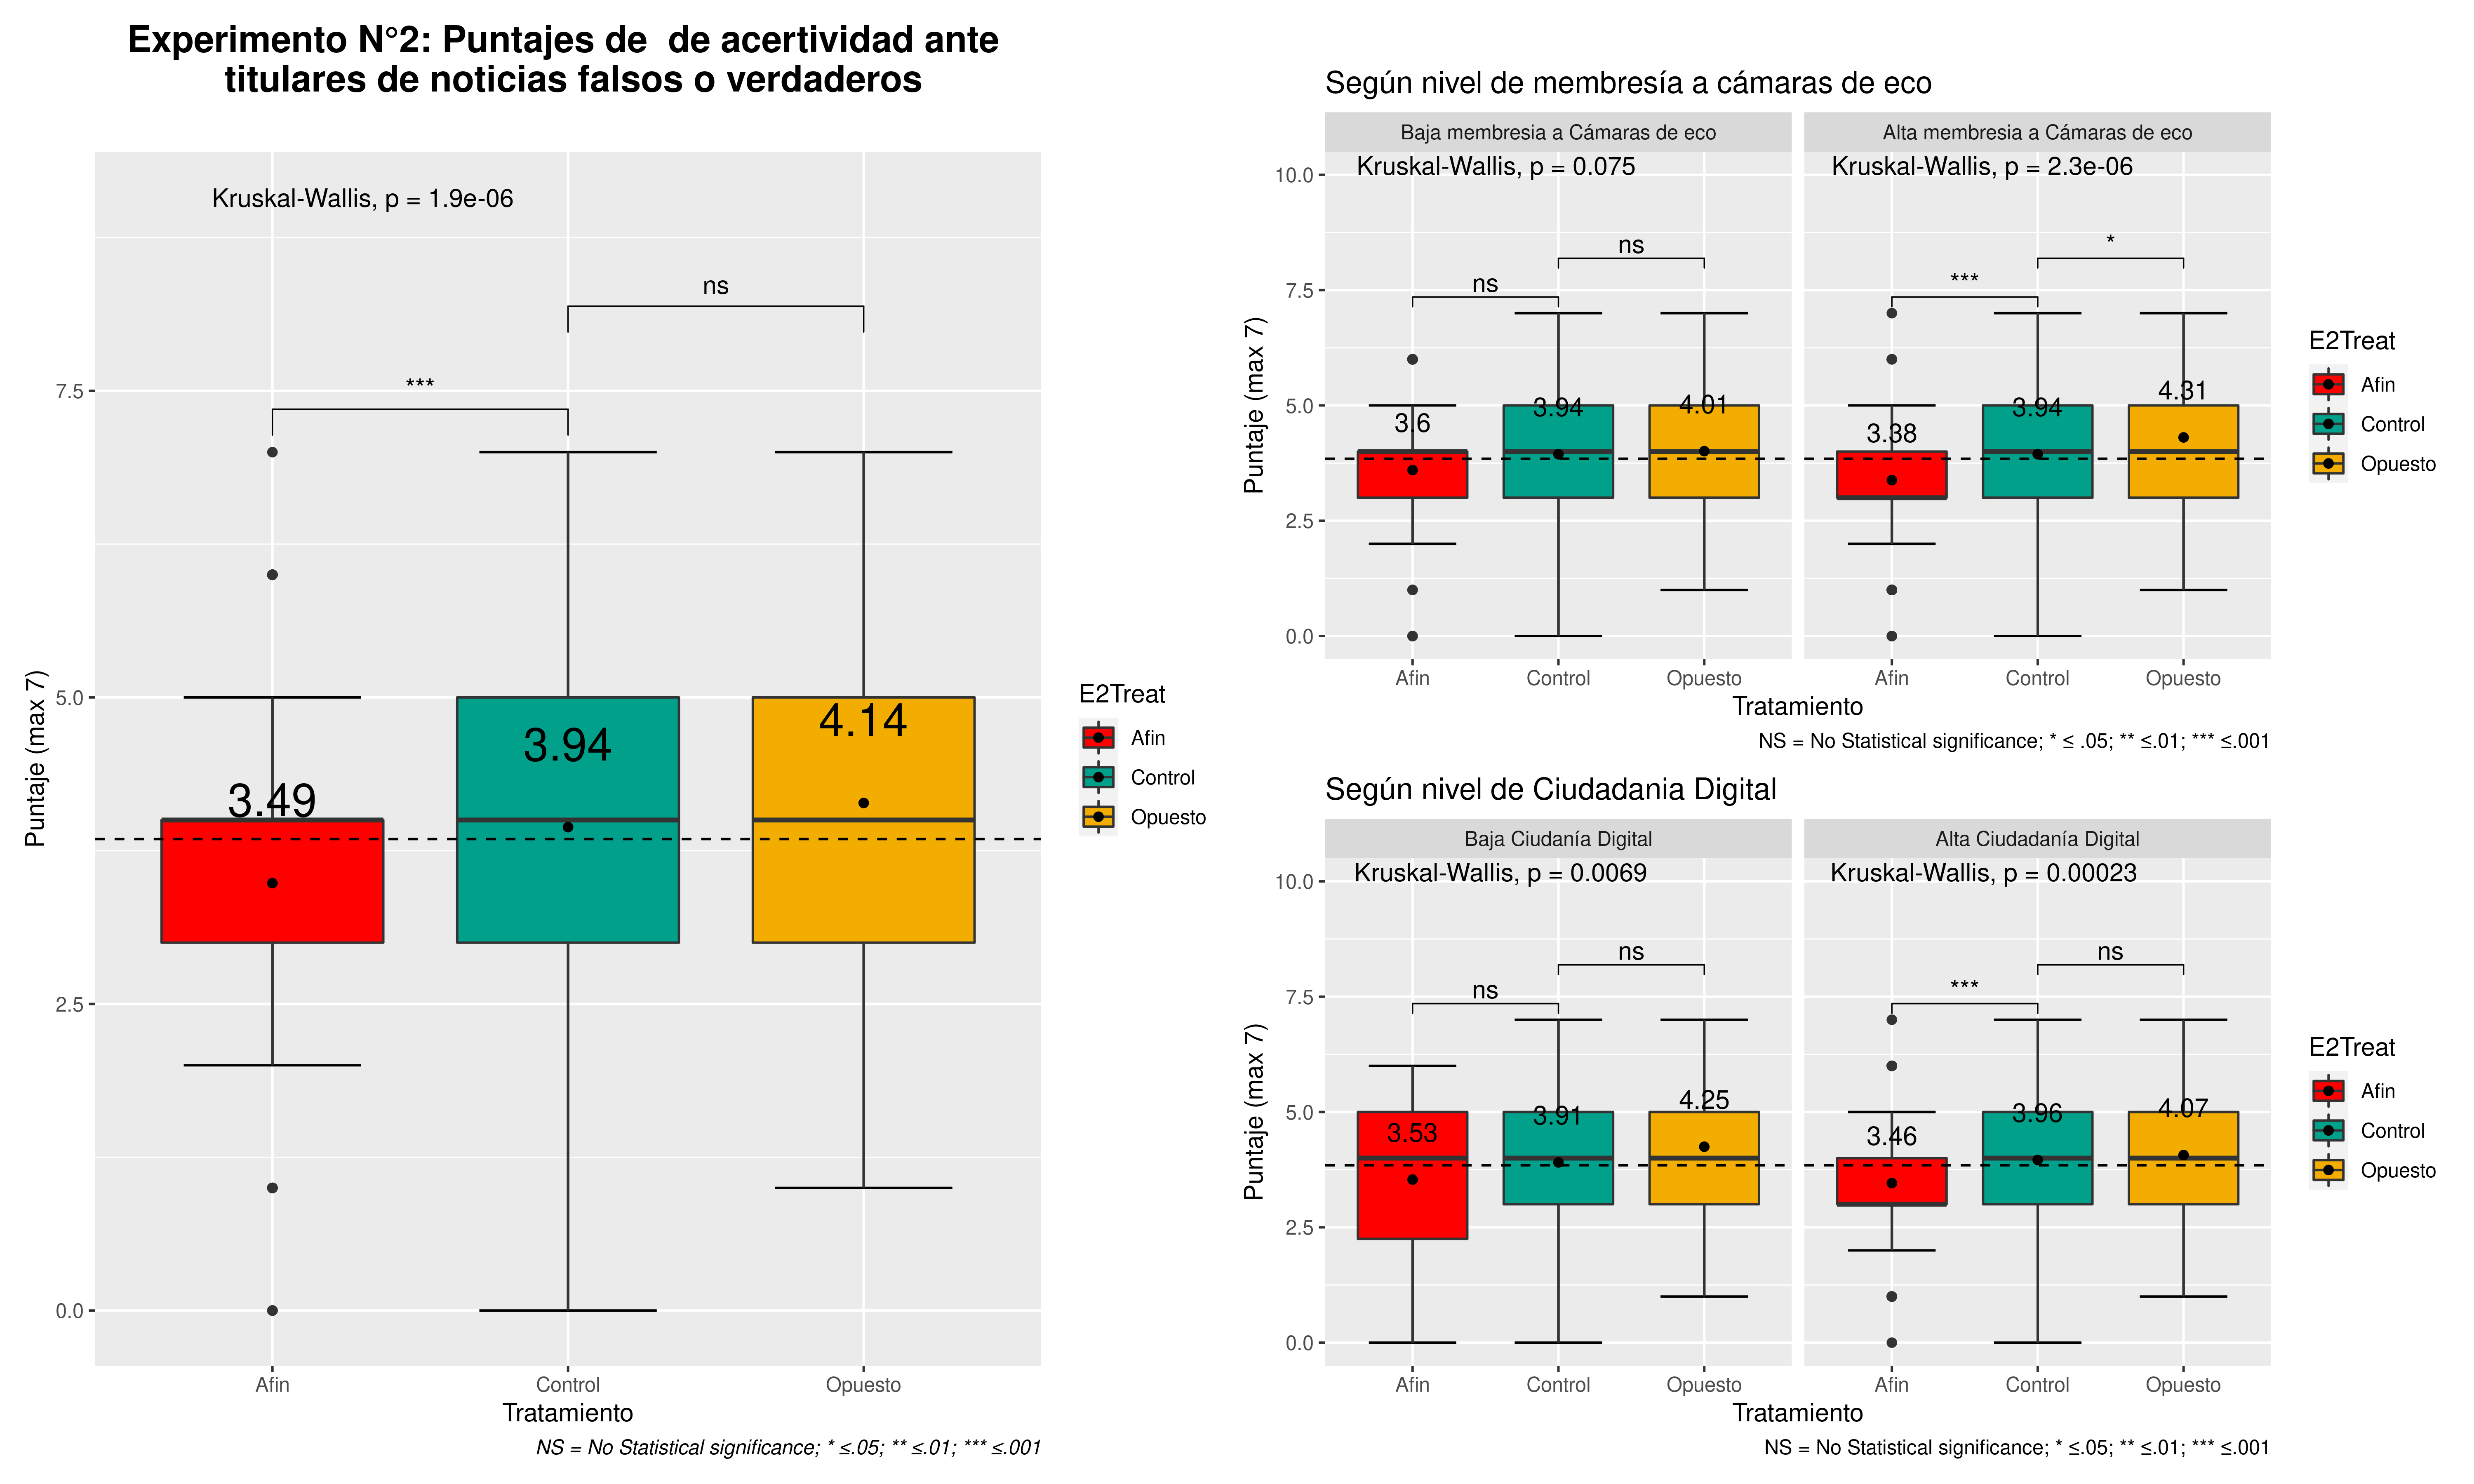 Experimento N°2: Puntajes de  de acertividad ante
titulares de noticias falsos o verdaderos
Kruskal-Wallis, p = 1.9e-06
ns
***
7.5
5.0
2.5
0.0
Puntaje (max 7)
3.49
3.94
4.14
Afin
Control
Opuesto
Tratamiento
NS = No Statistical significance; * ≤.05; ** ≤.01; *** ≤.001
E2Treat
Afin
Control
Opuesto
Según nivel de membresía a cámaras de eco
Baja membresia a Cámaras de eco
Alta membresia a Cámaras de eco
Kruskal-Wallis, p = 0.075
Kruskal-Wallis, p = 2.3e-06
10.0
7.5
5.0
2.5
0.0
Puntaje (max 7)
ns
ns
***
*
3.6
3.94
4.01
3.38
3.94
4.31
Afin
Control
Opuesto
Afin
Control
Opuesto
Tratamiento
NS = No Statistical significance; * ≤ .05; ** ≤.01; *** ≤.001
E2Treat
Afin
Control
Opuesto
Según nivel de Ciudadania Digital
Baja Ciudanía Digital
Alta Ciudadanía Digital
Kruskal-Wallis, p = 0.0069
Kruskal-Wallis, p = 0.00023
10.0
7.5
5.0
2.5
0.0
Puntaje (max 7)
ns
ns
***
ns
3.53
3.91
4.25
3.46
3.96
4.07
Afin
Control
Opuesto
Afin
Control
Opuesto
Tratamiento
NS = No Statistical significance; * ≤.05; ** ≤.01; *** ≤.001
E2Treat
Afin
Control
Opuesto